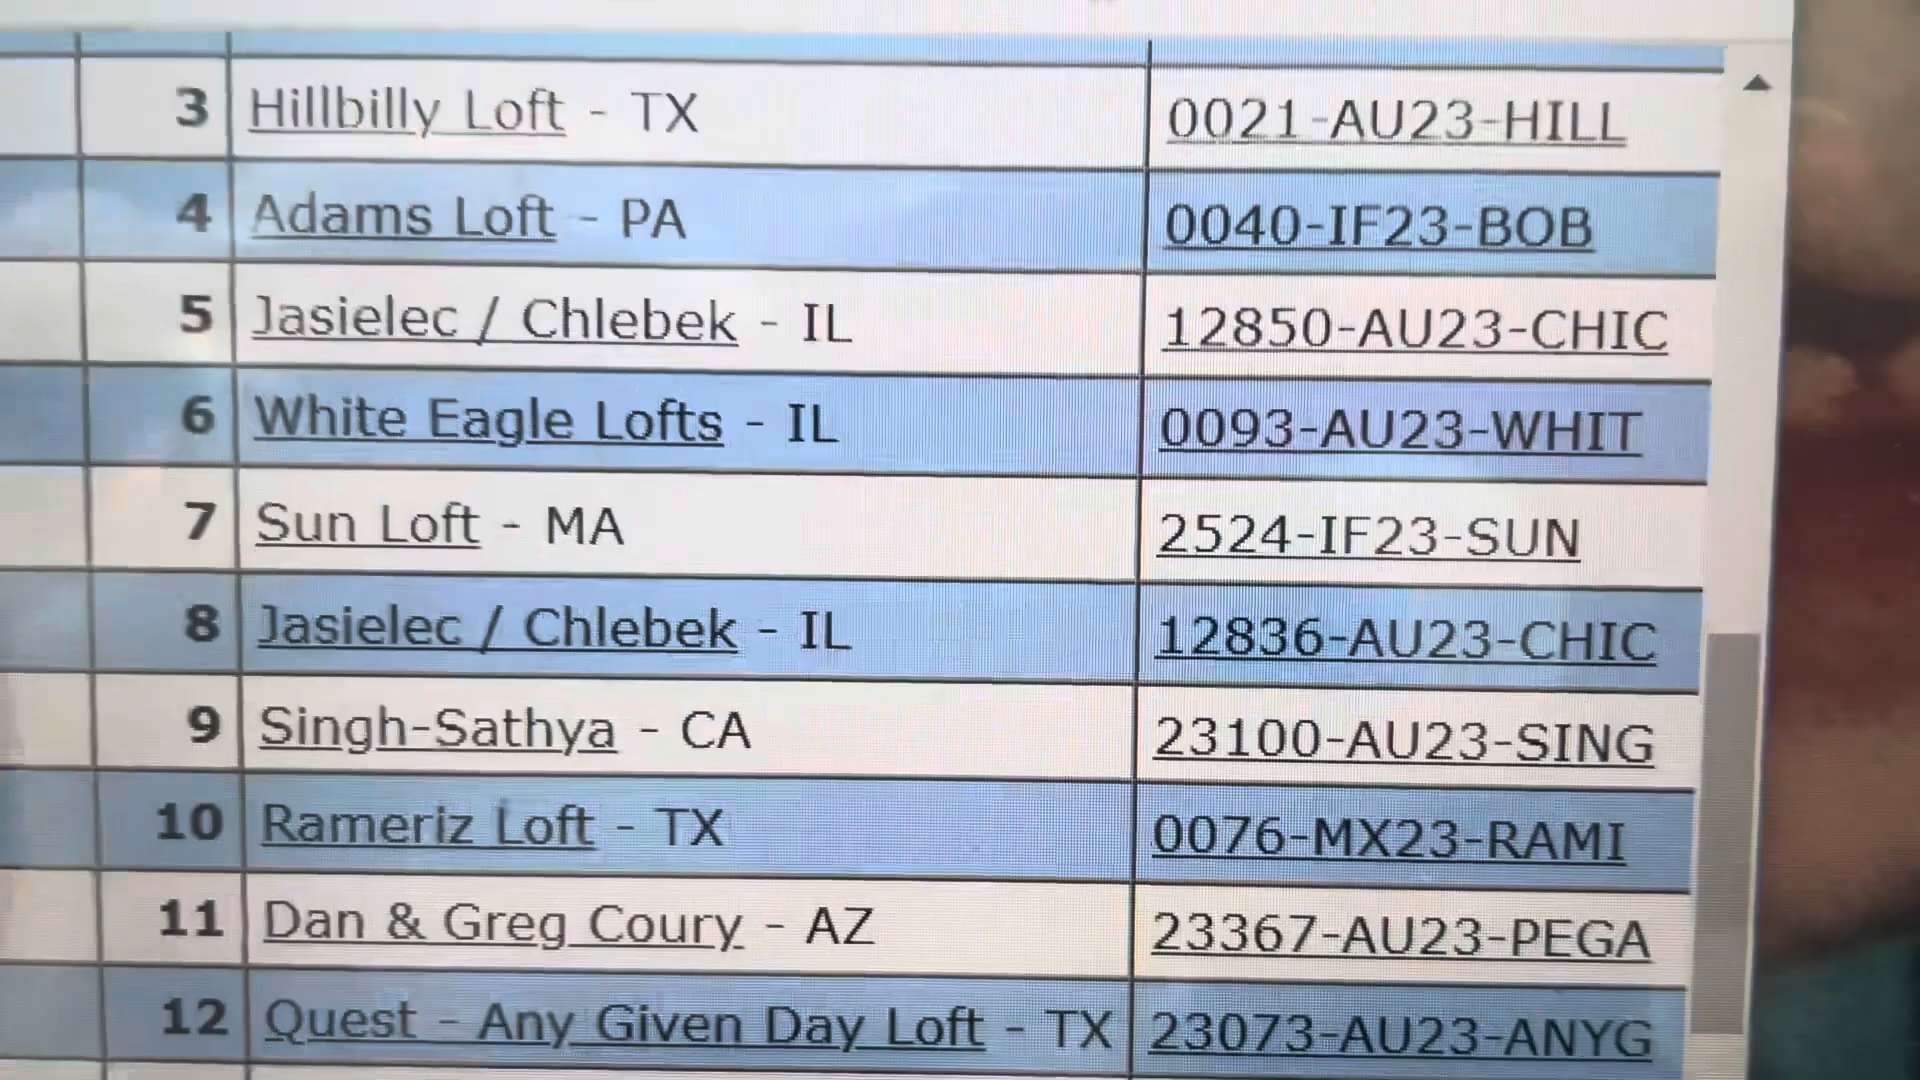 3 Hillbilly Loft - TX 0021-AU23-HILL
4 Adams Loft - PA 0040-IF23-BOB
5 Jasielec / Chlebek - IL 12850-AU23-CHIC
6 White Eagle Lofts - IL 0093-AU23-WHIT
7 Sun Loft - MA 2524-IF23-SUN
8 Jasielec / Chlebek - IL 12836-AU23-CHIC
9 Singh-Sathya - CA 23100-AU23-SING
10 Rameriz Loft - TX 0076-MX23-RAMI
11 Dan & Greg Coury - AZ 23367-AU23-PEGA
12 Quest - Any Given Day Loft - TX 23073-AU23-ANYG